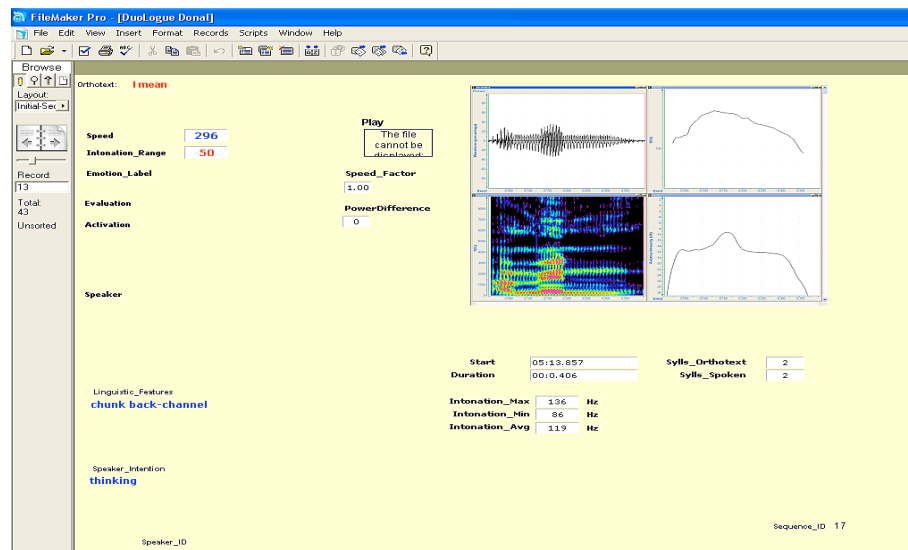 FileMaker Pro - [DuoLogue Donal]
File Edit View Insert Format Records Scripts Window Help
Browse
Layout:
Initial-Sec
Record:
13
Total:
43
Unsorted
Orthotext: I mean
Speed 296
Intonation_Range 50
Emotion_Label
Evaluation
Activation
Speaker
Play
The file
cannot be
displayed:
Speed_Factor
1.00
PowerDifference
0
Start 05:13.857
Duration 00:0.406
Sylls_Orthotext 2
Sylls_Spoken 2
Intonation_Max 136 Hz
Intonation_Min 86 Hz
Intonation_Avg 119 Hz
Linguistic_Features
chunk back-channel
Speaker_Intention
thinking
Sequence_ID 17
Speaker_ID